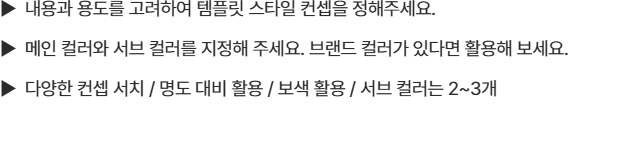 ▶ 내용과 용도를 고려하여 템플릿 스타일 컨셉을 정해주세요.
▶ 메인 컬러와 서브 컬러를 지정해 주세요. 브랜드 컬러가 있다면 활용해 보세요.
▶ 다양한 컨셉 서치 / 명도 대비 활용 / 보색 활용 / 서브 컬러는 2~3개